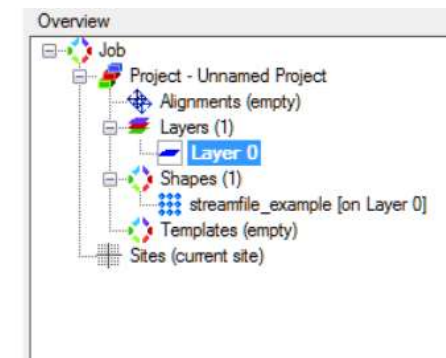 Overview
Job
Project - Unnamed Project
Alignments (empty)
Layers (1)
Layer 0
Shapes (1)
streamfile_example [on Layer 0]
Templates (empty)
Sites (current site)